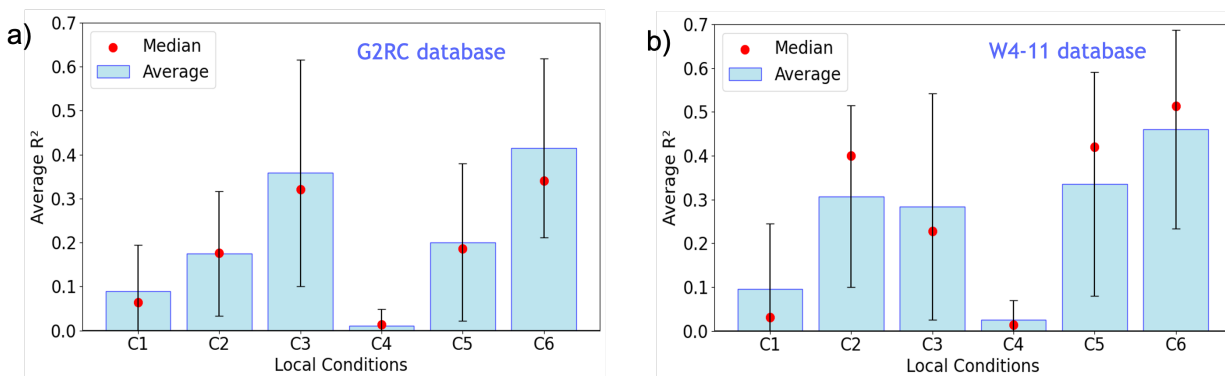 a)
G2RC database
Median
Average
Average R²
0.7
0.6
0.5
0.4
0.3
0.2
0.1
0.0
C1 C2 C3 C4 C5 C6
Local Conditions
b)
W4-11 database
Median
Average
Average R²
0.7
0.6
0.5
0.4
0.3
0.2
0.1
0.0
C1 C2 C3 C4 C5 C6
Local Conditions